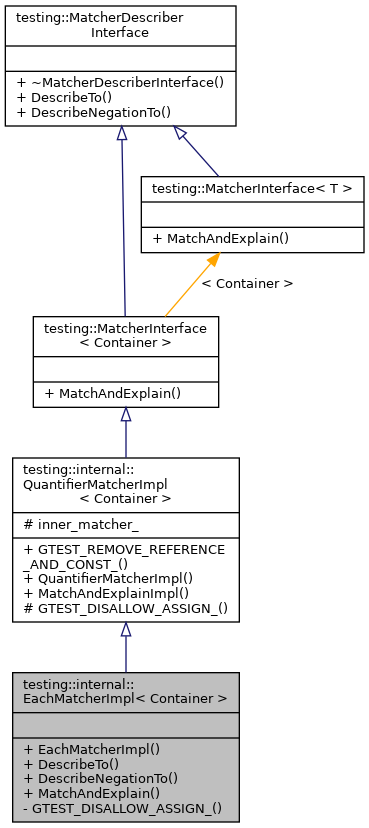 testing::MatcherDescriber
Interface
+ ~MatcherDescriberInterface()
+ DescribeTo()
+ DescribeNegationTo()
testing::MatcherInterface< T >
+ MatchAndExplain()
< Container >
testing::MatcherInterface
< Container >
+ MatchAndExplain()
testing::internal::
QuantifierMatcherImpl
< Container >
# inner_matcher_
+ GTEST_REMOVE_REFERENCE
_AND_CONST_()
+ QuantifierMatcherImpl()
+ MatchAndExplainImpl()
# GTEST_DISALLOW_ASSIGN_()
testing::internal::
EachMatcherImpl< Container >
+ EachMatcherImpl()
+ DescribeTo()
+ DescribeNegationTo()
+ MatchAndExplain()
- GTEST_DISALLOW_ASSIGN_()